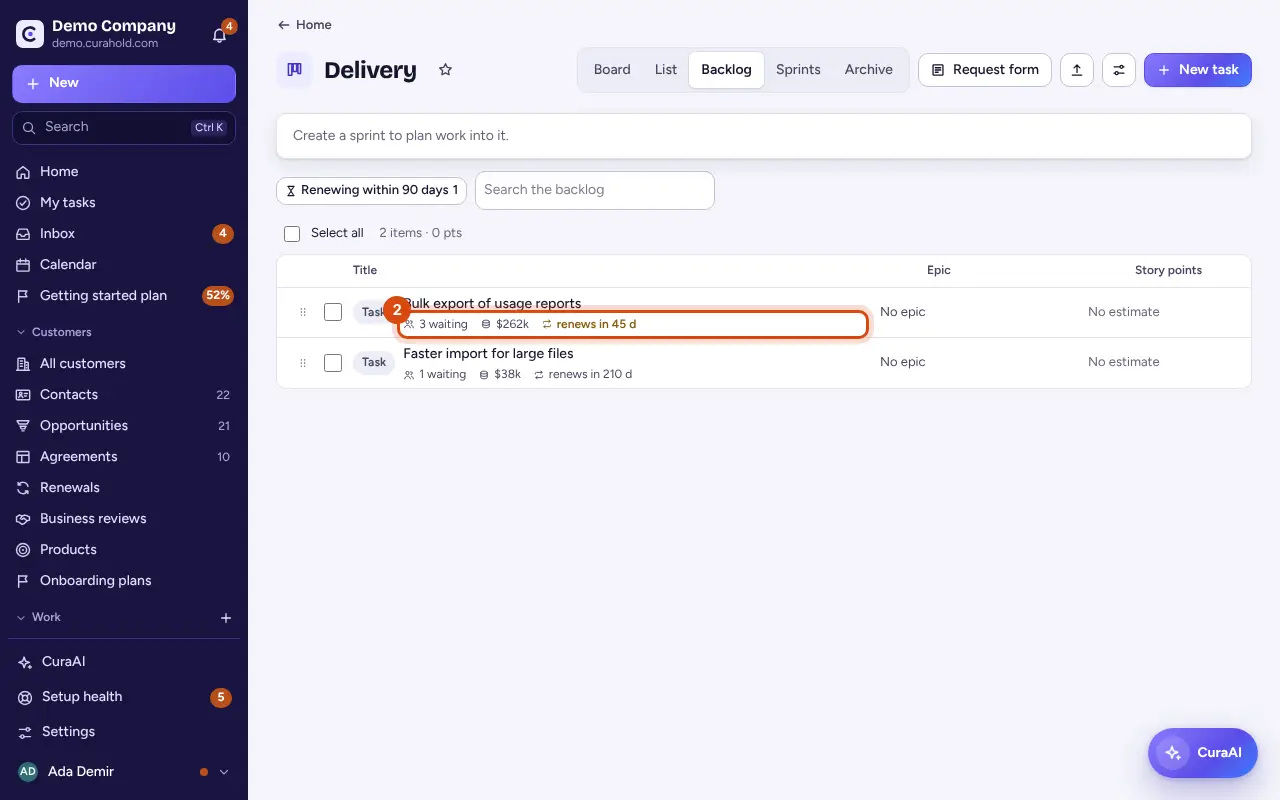 Demo Company
demo.curahold.com
4
New
Search
Ctrl K
Home
My tasks
Inbox
4
Calendar
Getting started plan
52%
Customers
All customers
Contacts
22
Opportunities
21
Agreements
10
Renewals
Business reviews
Products
Onboarding plans
Work
CuraAI
Setup health
5
Settings
AD
Ada Demir
Home
Delivery
Board
List
Backlog
Sprints
Archive
Request form
New task
Create a sprint to plan work into it.
Renewing within 90 days 1
Search the backlog
Select all
2 items · 0 pts
Title
Epic
Story points
Task
2
Bulk export of usage reports
3 waiting
$262k
renews in 45 d
No epic
No estimate
Task
Faster import for large files
1 waiting
$38k
renews in 210 d
No epic
No estimate
CuraAI